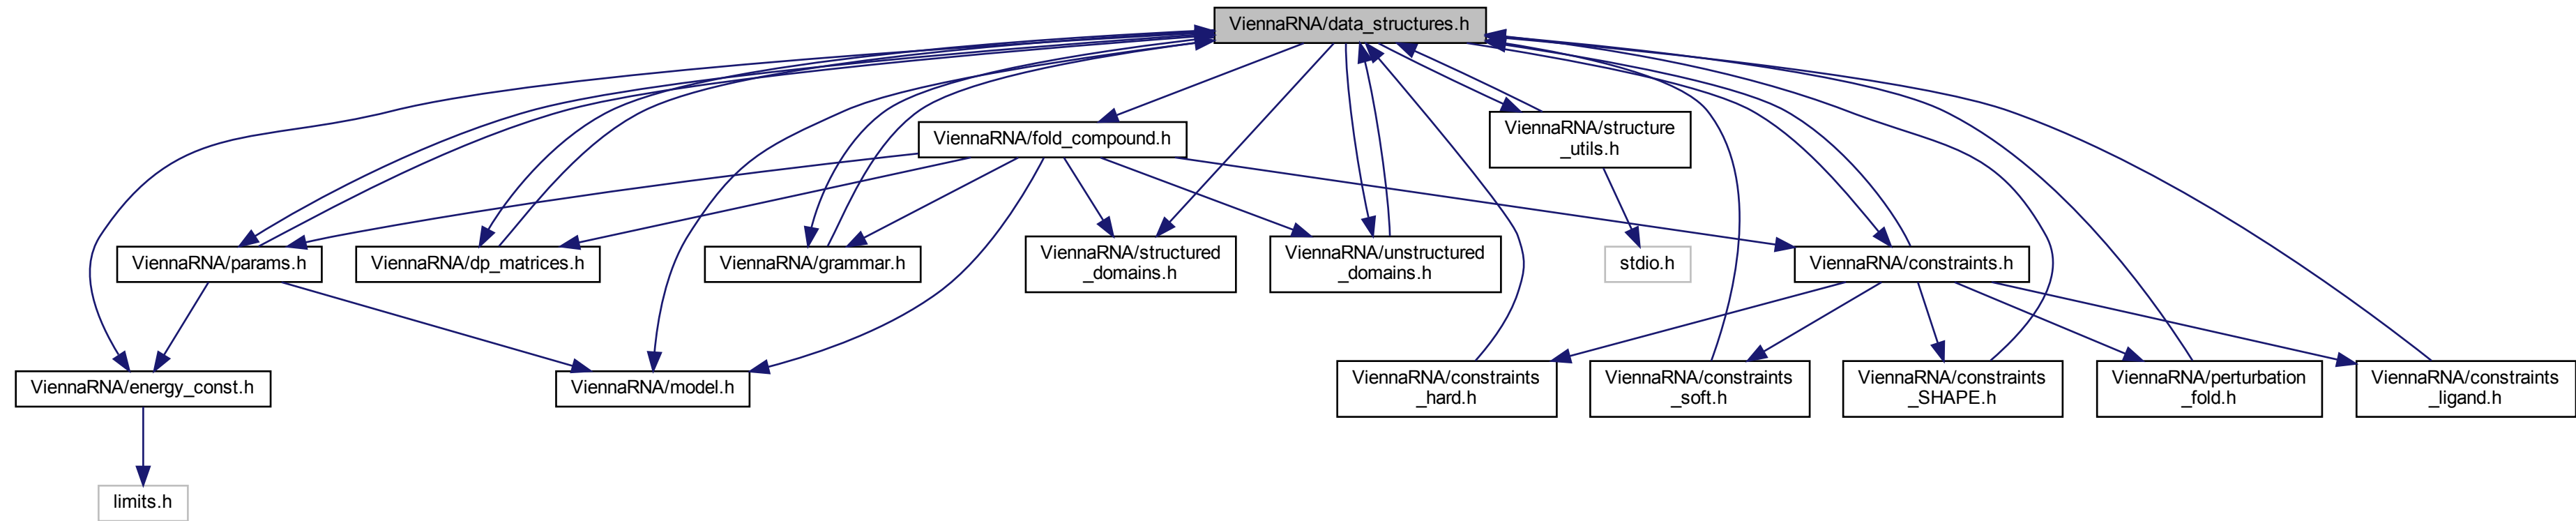 ViennaRNA/data_structures.h
ViennaRNA/structure
_utils.h
ViennaRNA/fold_compound.h
ViennaRNA/params.h
ViennaRNA/dp_matrices.h
ViennaRNA/grammar.h
ViennaRNA/structured
_domains.h
ViennaRNA/unstructured
_domains.h
stdio.h
ViennaRNA/constraints.h
ViennaRNA/energy_const.h
ViennaRNA/model.h
ViennaRNA/constraints
_hard.h
ViennaRNA/constraints
_soft.h
ViennaRNA/constraints
_SHAPE.h
ViennaRNA/perturbation
_fold.h
ViennaRNA/constraints
_ligand.h
limits.h